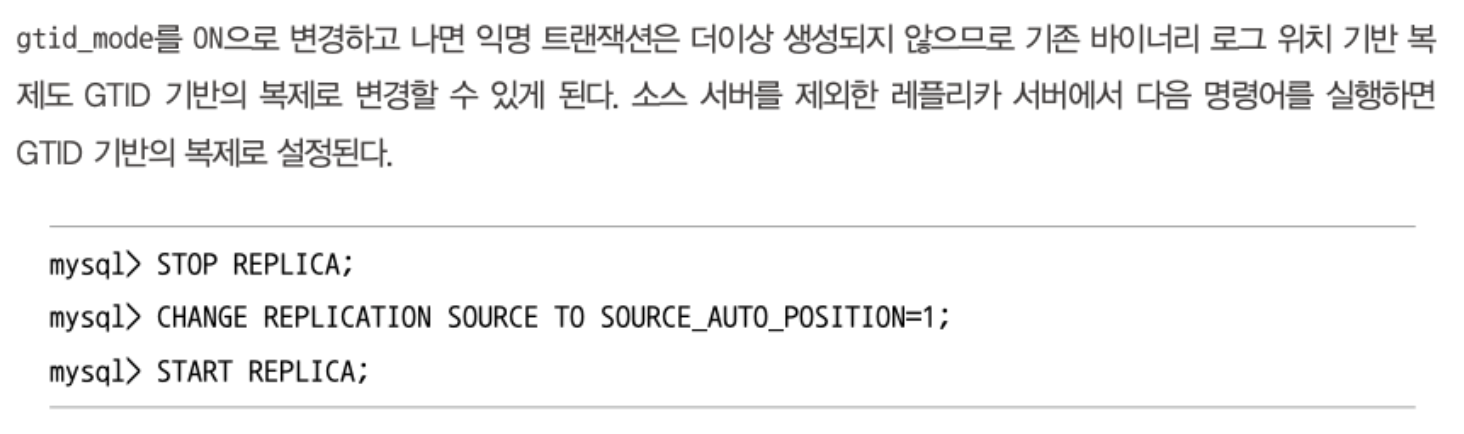 gtid_mode를 ON으로 변경하고 나면 익명 트랜잭션은 더이상 생성되지 않으므로 기존 바이너리 로그 위치 기반 복
제도 GTID 기반의 복제로 변경할 수 있게 된다. 소스 서버를 제외한 레플리카 서버에서 다음 명령어를 실행하면
GTID 기반의 복제로 설정된다.
mysql> STOP REPLICA;
mysql> CHANGE REPLICATION SOURCE TO SOURCE_AUTO_POSITION=1;
mysql> START REPLICA;